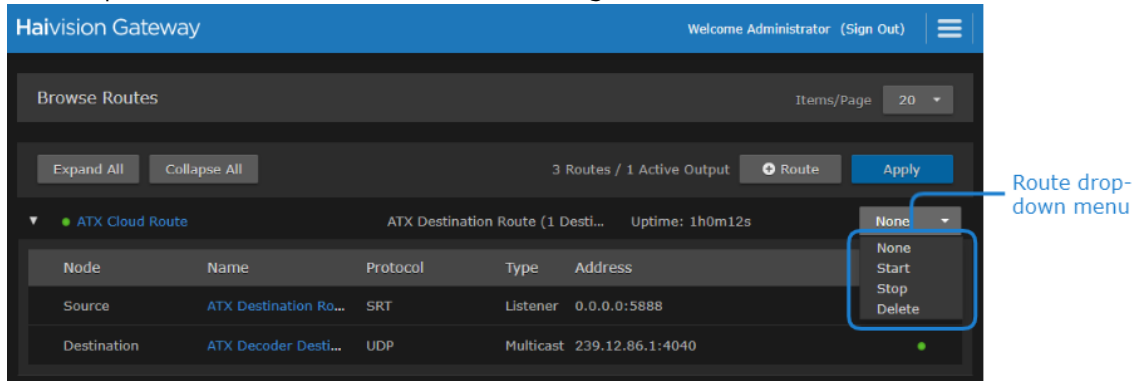 Haivision Gateway
Welcome Administrator (Sign Out)
Browse Routes
Items/Page 20
Expand All Collapse All 3 Routes / 1 Active Output Route Apply
Route drop-
down menu
ATX Cloud Route ATX Destination Route (1 Desti... Uptime: 1h0m12s None
None
Start
Stop
Delete
Node Name Protocol Type Address
Source ATX Destination Ro... SRT Listener 0.0.0.0:5888
Destination ATX Decoder Desti... UDP Multicast 239.12.86.1:4040